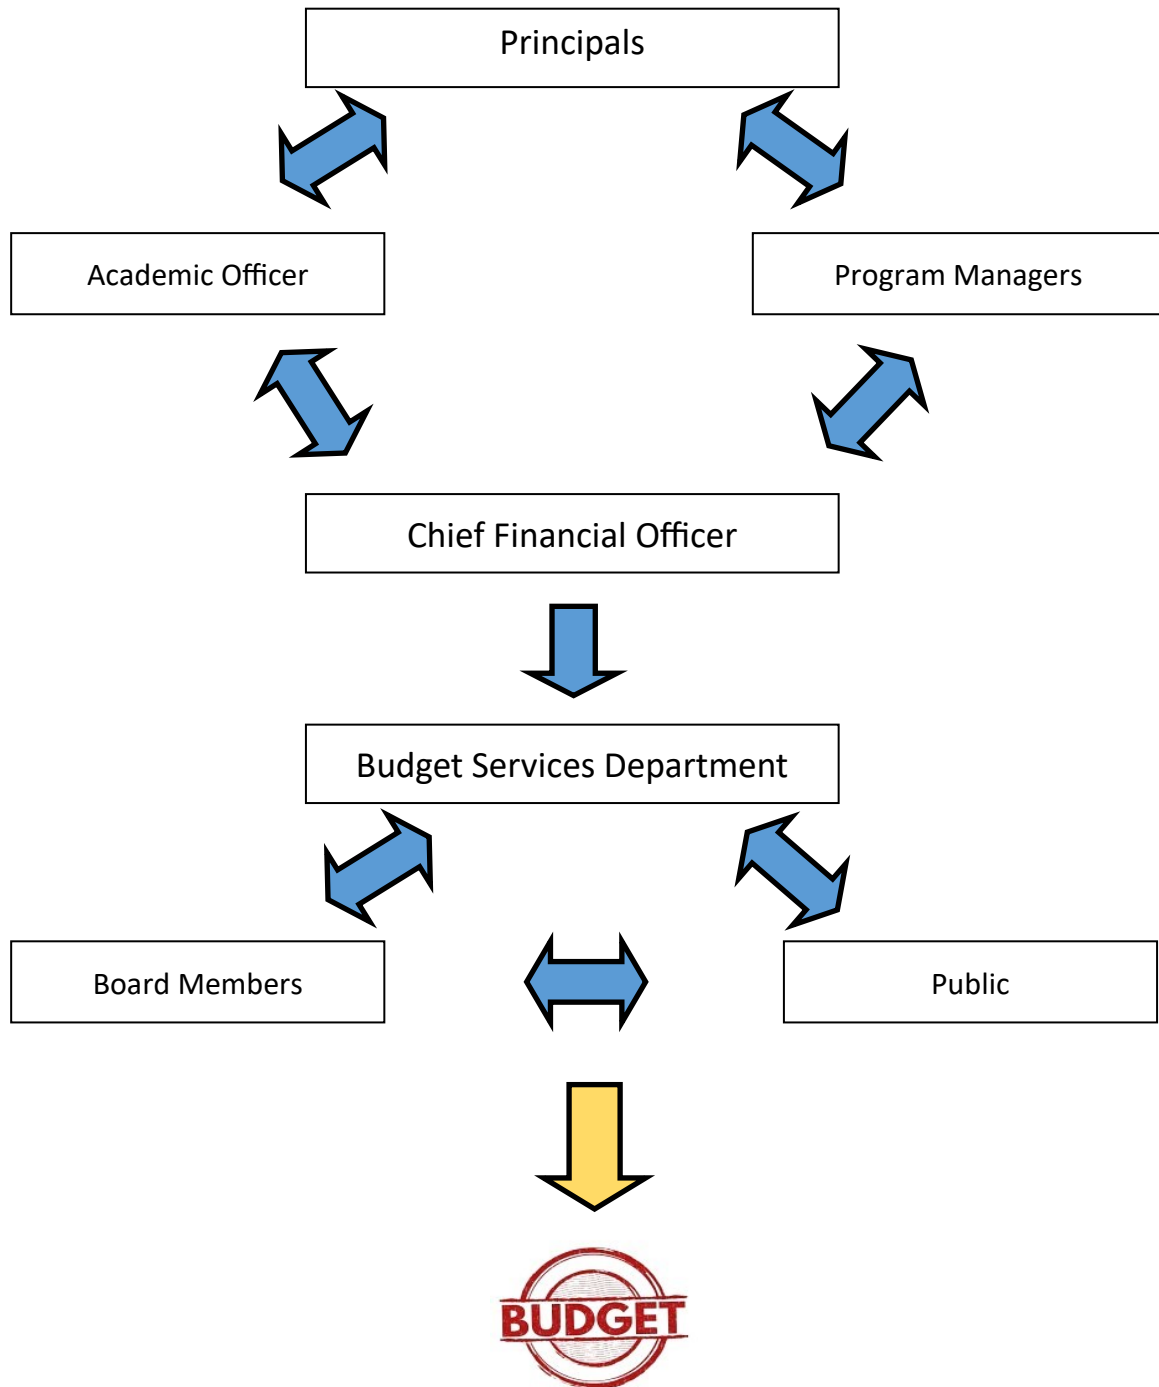 Principals
Academic Officer
Program Managers
Chief Financial Officer
Budget Services Department
Board Members
Public
BUDGET